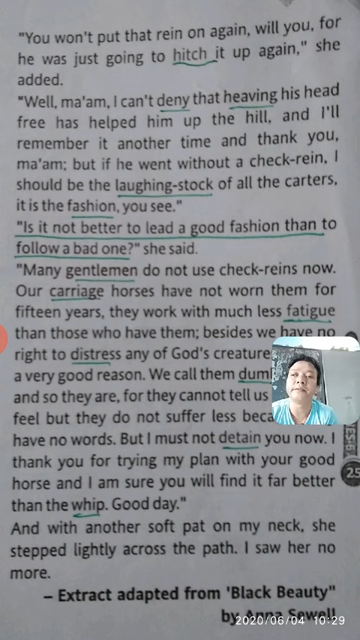 "You won't put that rein on again, will you, for
he was just going to hitch it up again," she
added.
"Well, ma'am, I can't deny that heaving his head
free has helped him up the hill, and I'll
remember it another time and thank you,
ma'am; but if he went without a check-rein, I
should be the laughing-stock of all the carters,
it is the fashion, you see."
"Is it not better to lead a good fashion than to
follow a bad one?" she said.
"Many gentlemen do not use check-reins now.
Our carriage horses have not worn them for
fifteen years, they work with much less fatigue
than those who have them; besides we have no
right to distress any of God's creature
a very good reason. We call them dum
and so they are, for they cannot tell us
feel but they do not suffer less beca
have no words. But I must not detain you now. I
thank you for trying my plan with your good
horse and I am sure you will find it far better
than the whip. Good day."
And with another soft pat on my neck, she
stepped lightly across the path. I saw her no
more.
– Extract adapted from 'Black Beauty"
by Anna Sewell
2020/06/04 10:29
25